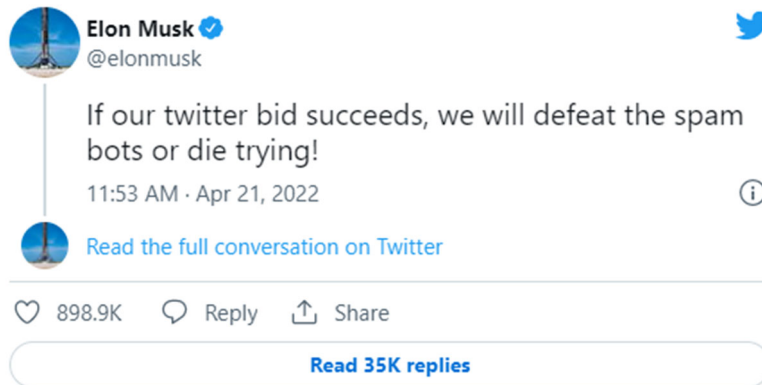 Elon Musk
@elonmusk
If our twitter bid succeeds, we will defeat the spam
bots or die trying!
11:53 AM · Apr 21, 2022
Read the full conversation on Twitter
898.9K Reply Share
Read 35K replies